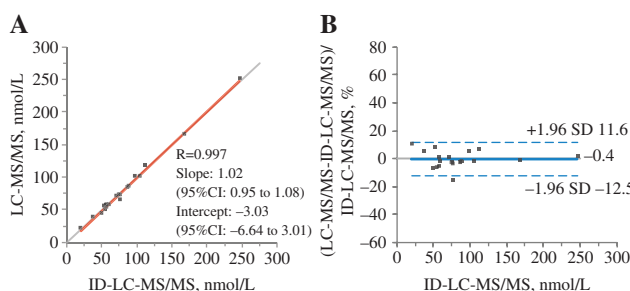 A
LC-MS/MS, nmol/L
300
250
200
150
100
50
0
R=0.997
Slope: 1.02
(95%CI: 0.95 to 1.08)
Intercept: –3.03
(95%CI: –6.64 to 3.01)
0 50 100 150 200 250 300
ID-LC-MS/MS, nmol/L
B
(LC-MS/MS-ID-LC-MS/MS)/
ID-LC-MS/MS, %
80
60
40
20
0
–20
–40
–60
+1.96 SD 11.6
–0.4
–1.96 SD –12.5
0 50 100 150 200 250 300
ID-LC-MS/MS, nmol/L